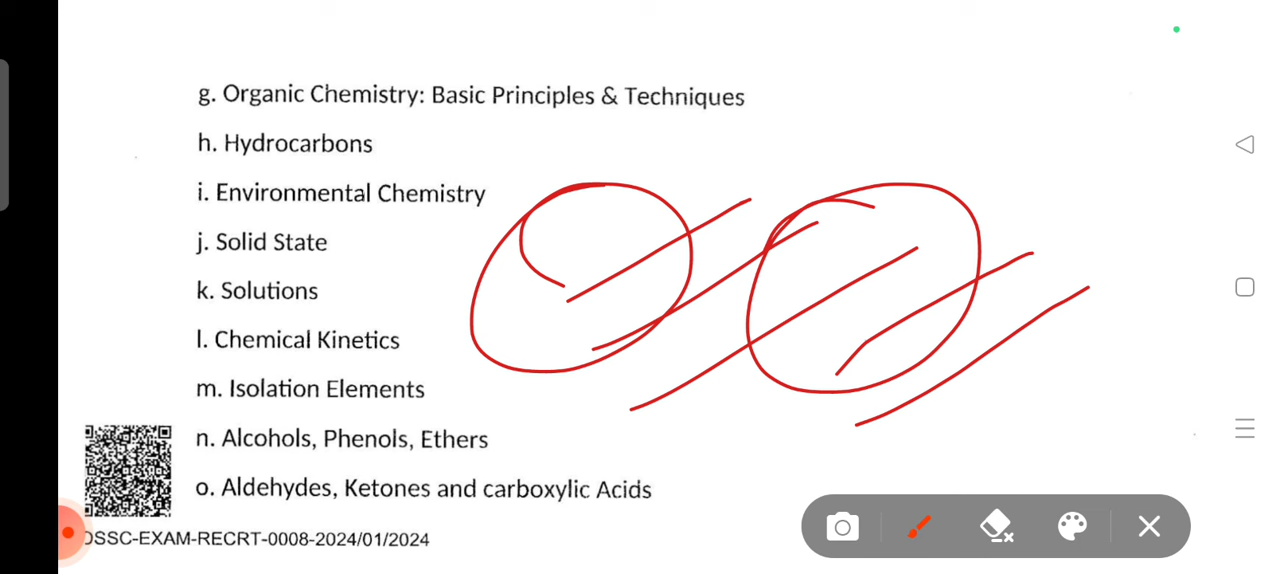 g. Organic Chemistry: Basic Principles & Techniques
h. Hydrocarbons
i. Environmental Chemistry
j. Solid State
k. Solutions
l. Chemical Kinetics
m. Isolation Elements
n. Alcohols, Phenols, Ethers
o. Aldehydes, Ketones and carboxylic Acids
OSSC-EXAM-RECRT-0008-2024/01/2024